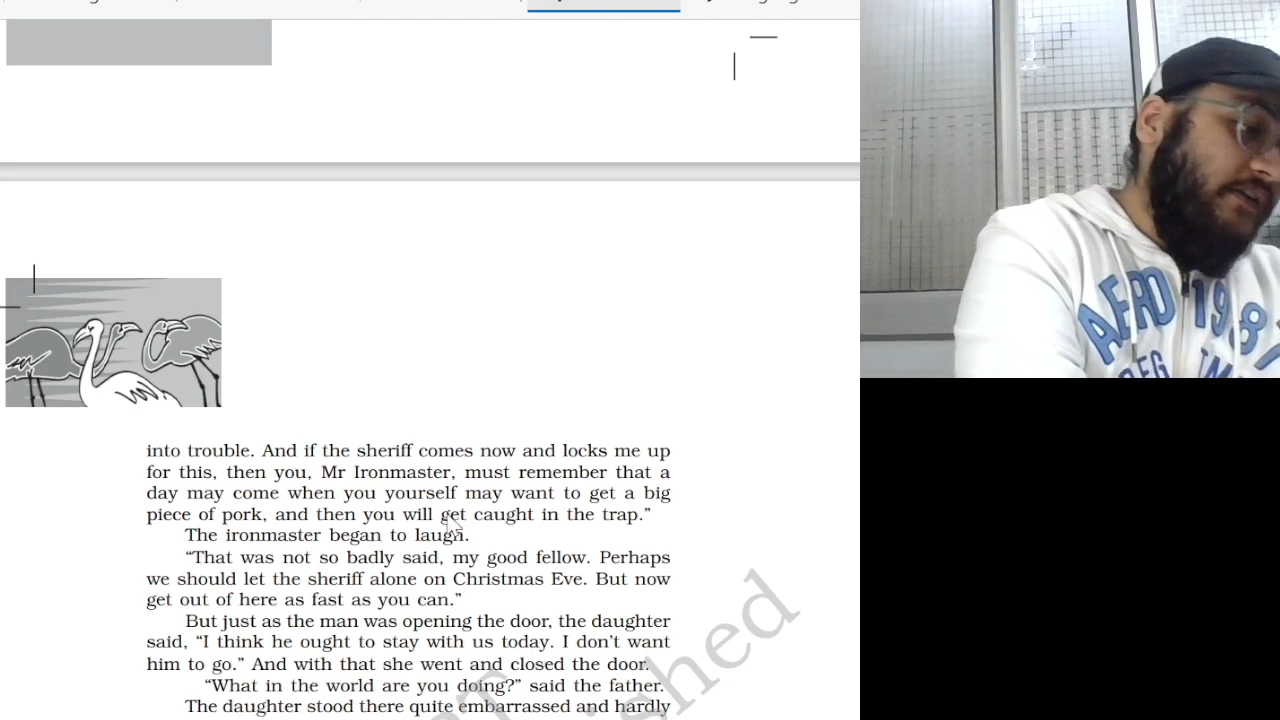 into trouble. And if the sheriff comes now and locks me up
for this, then you, Mr Ironmaster, must remember that a
day may come when you yourself may want to get a big
piece of pork, and then you will get caught in the trap.”
The ironmaster began to laugh.
“That was not so badly said, my good fellow. Perhaps
we should let the sheriff alone on Christmas Eve. But now
get out of here as fast as you can.”
But just as the man was opening the door, the daughter
said, “I think he ought to stay with us today. I don’t want
him to go.” And with that she went and closed the door.
“What in the world are you doing?” said the father.
The daughter stood there quite embarrassed and hardly
AERO 1987